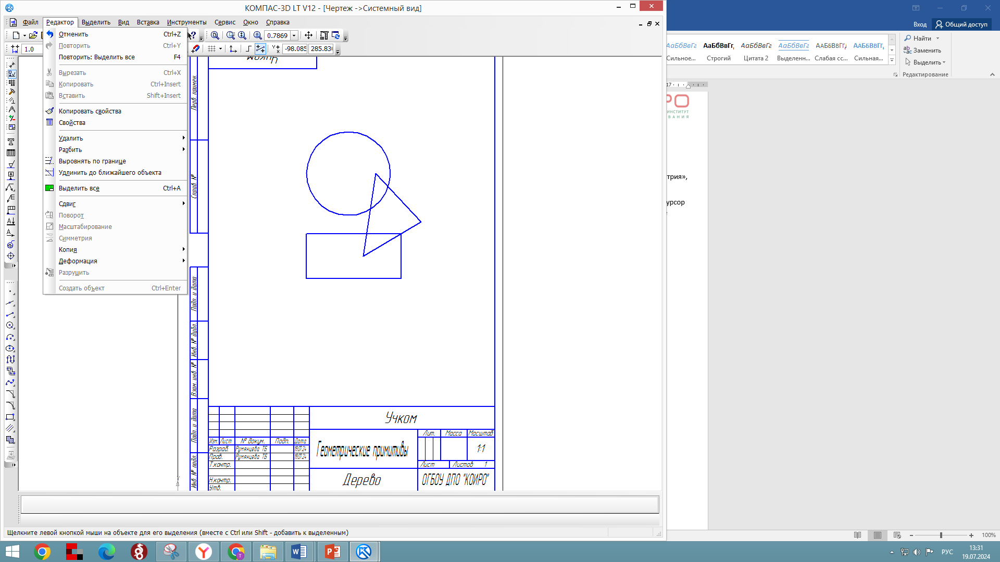 КОМПАС-3D LT V12 - [Чертеж ->Системный вид]
Файл Редактор Выделить Вид Вставка Инструменты Сервис Окно Справка
0.7869
1.0
-98.085 285.83
Отменить Ctrl+Z
Повторить Ctrl+Y
Повторить: Выделить все F4
Вырезать Ctrl+X
Копировать Ctrl+Insert
Вставить Shift+Insert
Копировать свойства
Свойства
Удалить
Разбить
Выровнять по границе
Удлинить до ближайшего объекта
Выделить все Ctrl+A
Сдвиг
Поворот
Масштабирование
Симметрия
Копия
Деформация
Разрушить
Создать объект Ctrl+Enter
Учком
Перв. примен.
Справ. №
Подп. и дата
Инв. № дубл.
Взам. инв. №
Подп. и дата
Инв. № подл.
Учком
Лит. Масса Масштаб
Изм. Лист № докум. Подп. Дата
Разраб. Румянцева ТБ 19.07.24
Пров. Румянцева ТБ 19.07.24
Т.контр.
Н.контр.
Утв.
Геометрические примитивы
1:1
Лист Листов 1
Дерево
ОГБОУ ДПО "КОИРО"
Щелкните левой кнопкой мыши на объекте для его выделения (вместе с Ctrl или Shift - добавить к выделенным)
Вход Общий доступ
АаБбВвГг АаБбВвГг, АаБбВвГг АаБбВвГг ААББВВГГ, ААББВВГГ,
Сильное... Строгий Цитата 2 Выделенн... Слабая сс... Сильная...
Найти
Заменить
Выделить
Редактирование
17
РО
ИНСТИТУТ
ВАНИЯ
трия»,
урсор
е
100%
РУС
13:31
19.07.2024